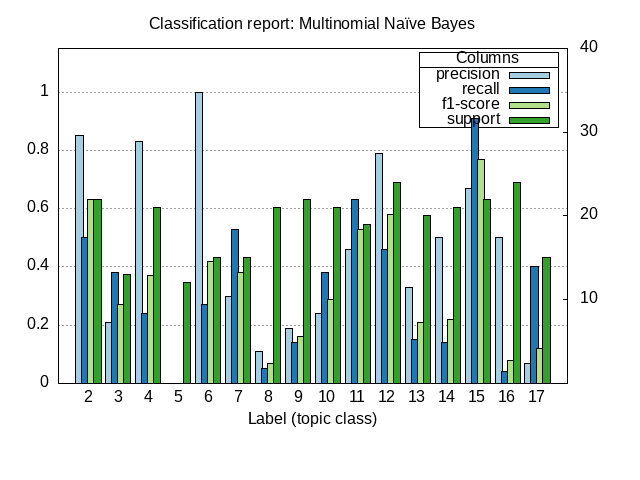 Classification report: Multinomial Naïve Bayes
Columns
precision
recall
f1-score
support
1
0.8
0.6
0.4
0.2
0
40
30
20
10
2 3 4 5 6 7 8 9 10 11 12 13 14 15 16 17
Label (topic class)